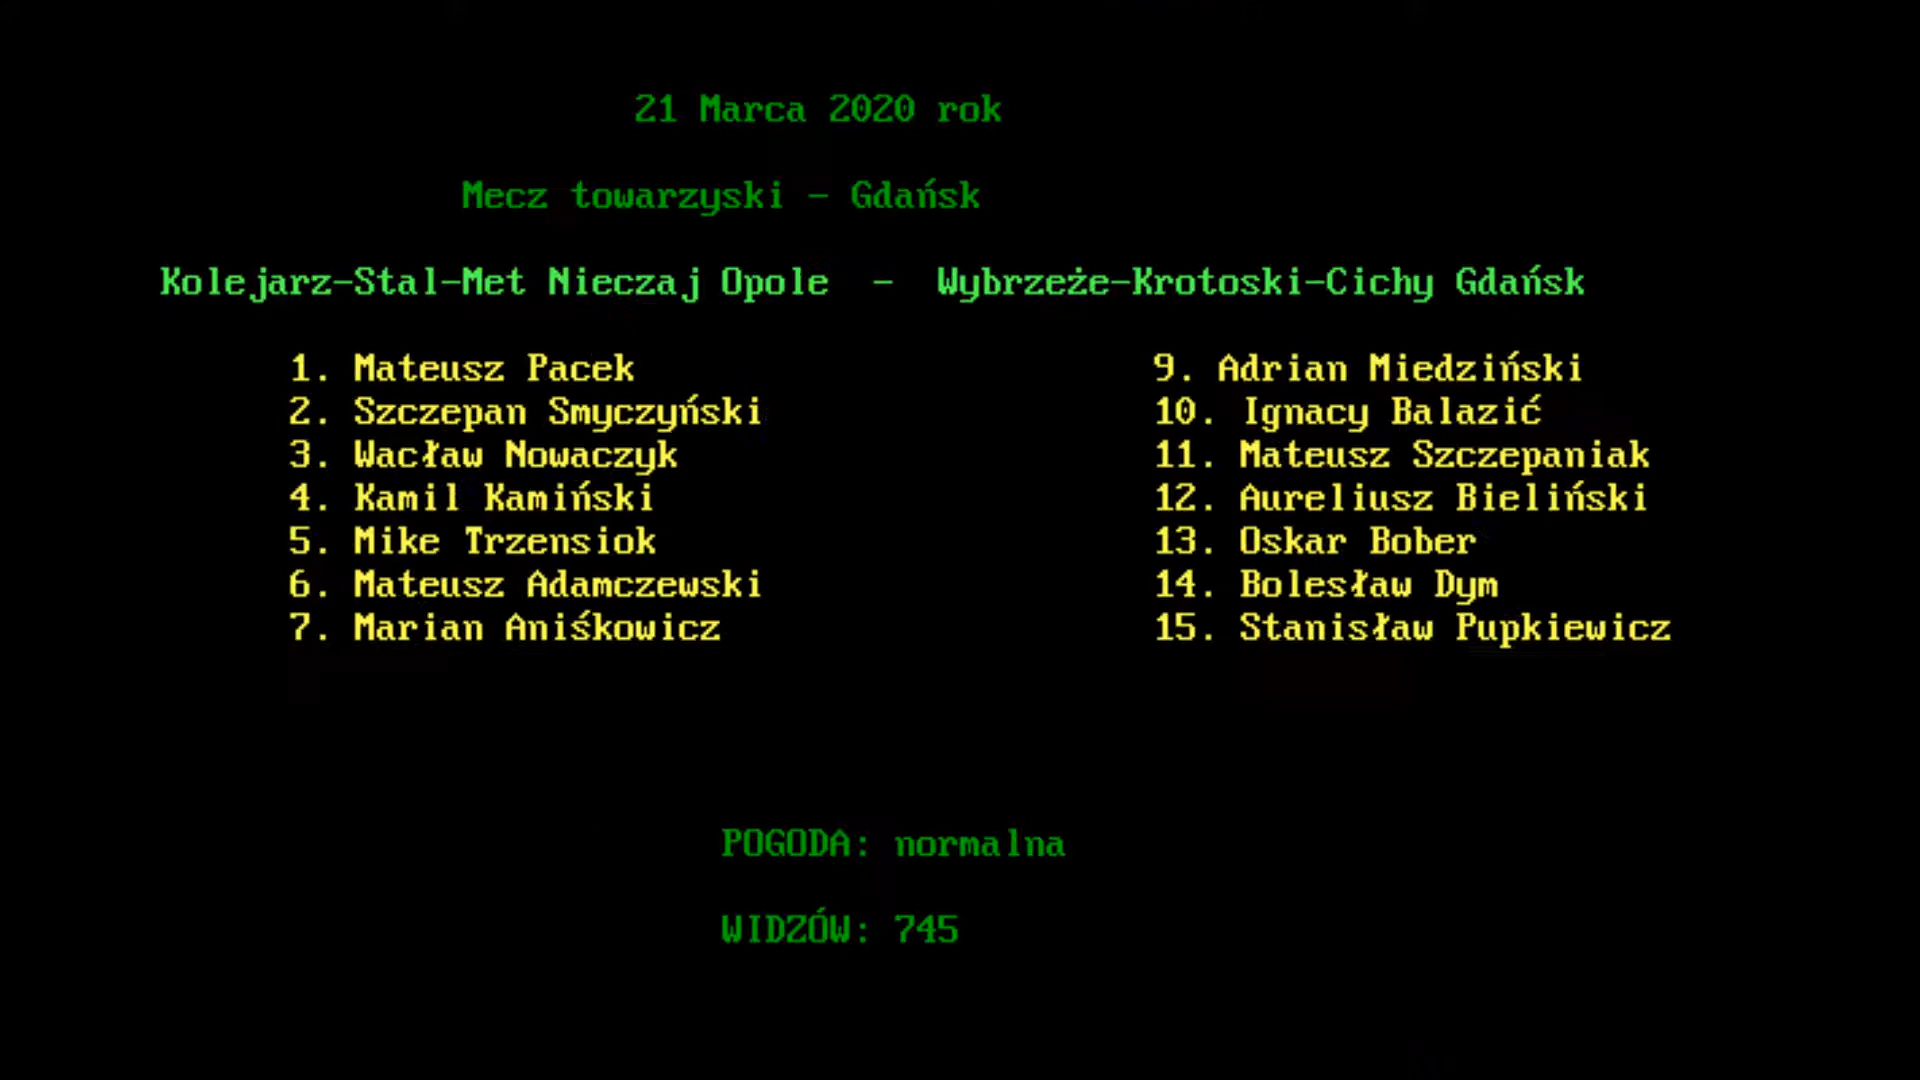 21 Marca 2020 rok
Mecz towarzyski - Gdańsk
Kolejarz-Stal-Met Nieczaj Opole - Wybrzeże-Krotoski-Cichy Gdańsk
1. Mateusz Pacek 9. Adrian Miedziński
2. Szczepan Smyczyński 10. Ignacy Balazić
3. Wacław Nowaczyk 11. Mateusz Szczepaniak
4. Kamil Kamiński 12. Aureliusz Bieliński
5. Mike Trzensiok 13. Oskar Bober
6. Mateusz Adamczewski 14. Bolesław Dym
7. Marian Aniśkowicz 15. Stanisław Pupkiewicz
POGODA: normalna
WIDZÓW: 745